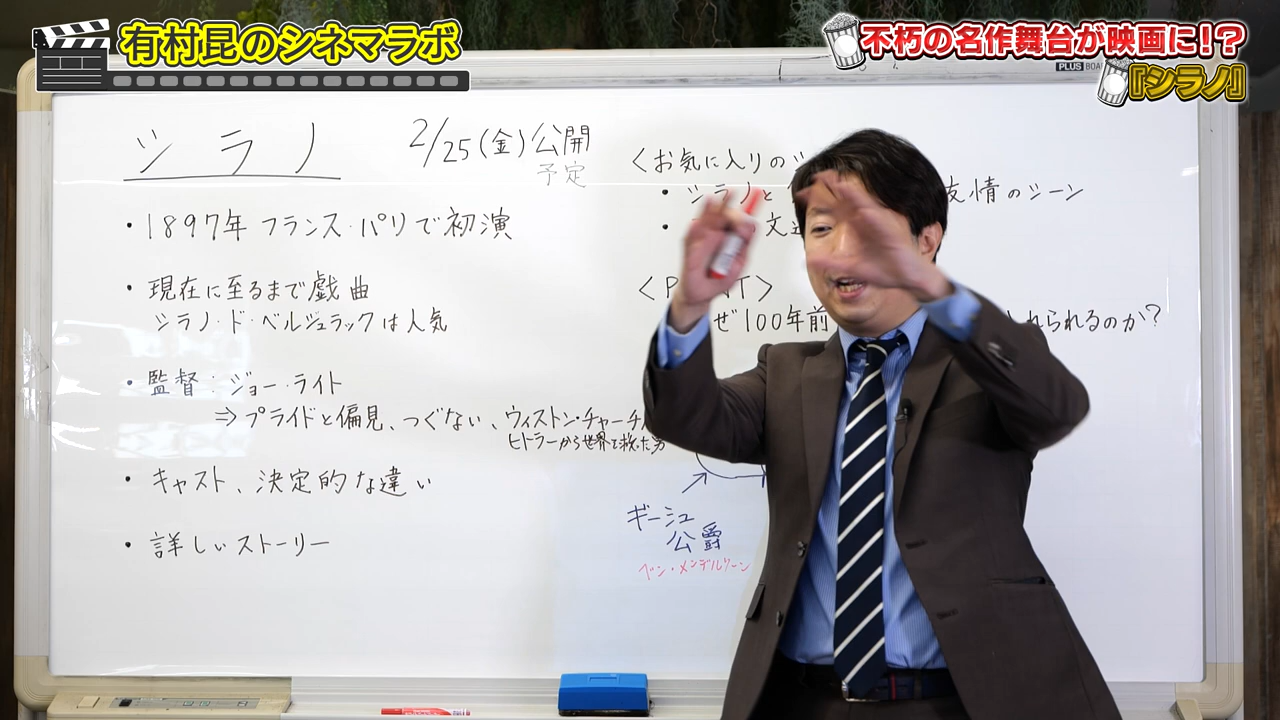 有村昆のシネマラボ
不朽の名作舞台が映画に!?
『シラノ』
PLUS
シラノ 2/25(金)公開
予定
・1897年 フランス・パリで初演
・現在に至るまで戯曲
シラノ・ド・ベルジュラックは人気
・監督:ジョー・ライト
⇒プライドと偏見、つぐない、ウィストン・チャーチル
ヒトラーから世界を救った男
・キャスト、決定的な違い
・詳しいストーリー
<お気に入りのシ
・シラノと 友情のシーン
・ 文通
<P NT>
ぜ100年前 れられるのか?
ギーシュ
公爵
ベン・メンデルソーン